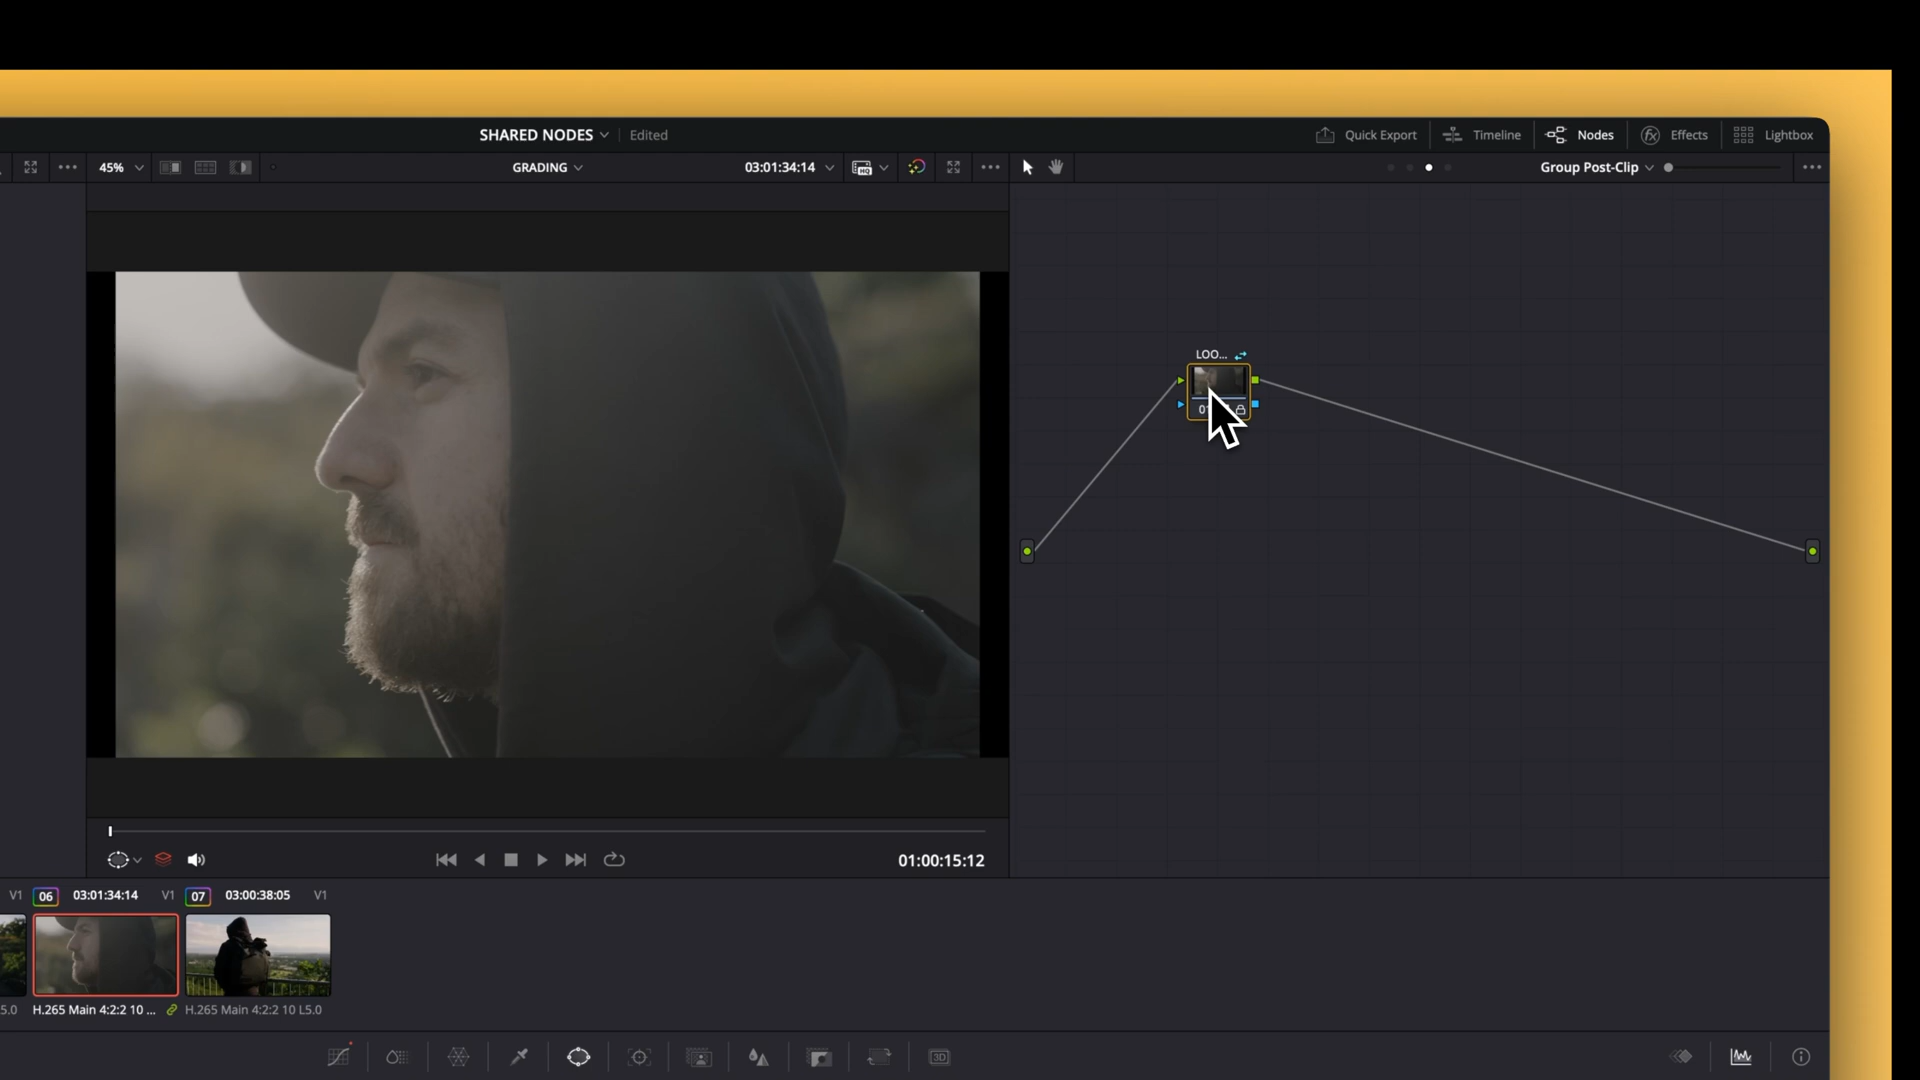 SHARED NODES Edited Quick Export Timeline Nodes Effects Lightbox
45% GRADING 03:01:34:14 HQ Group Post-Clip
LOO...
01:00:15:12
V1 06 03:01:34:14 V1 07 03:00:38:05 V1
5.0 H.265 Main 4:2:2 10 ... H.265 Main 4:2:2 10 L5.0
3D